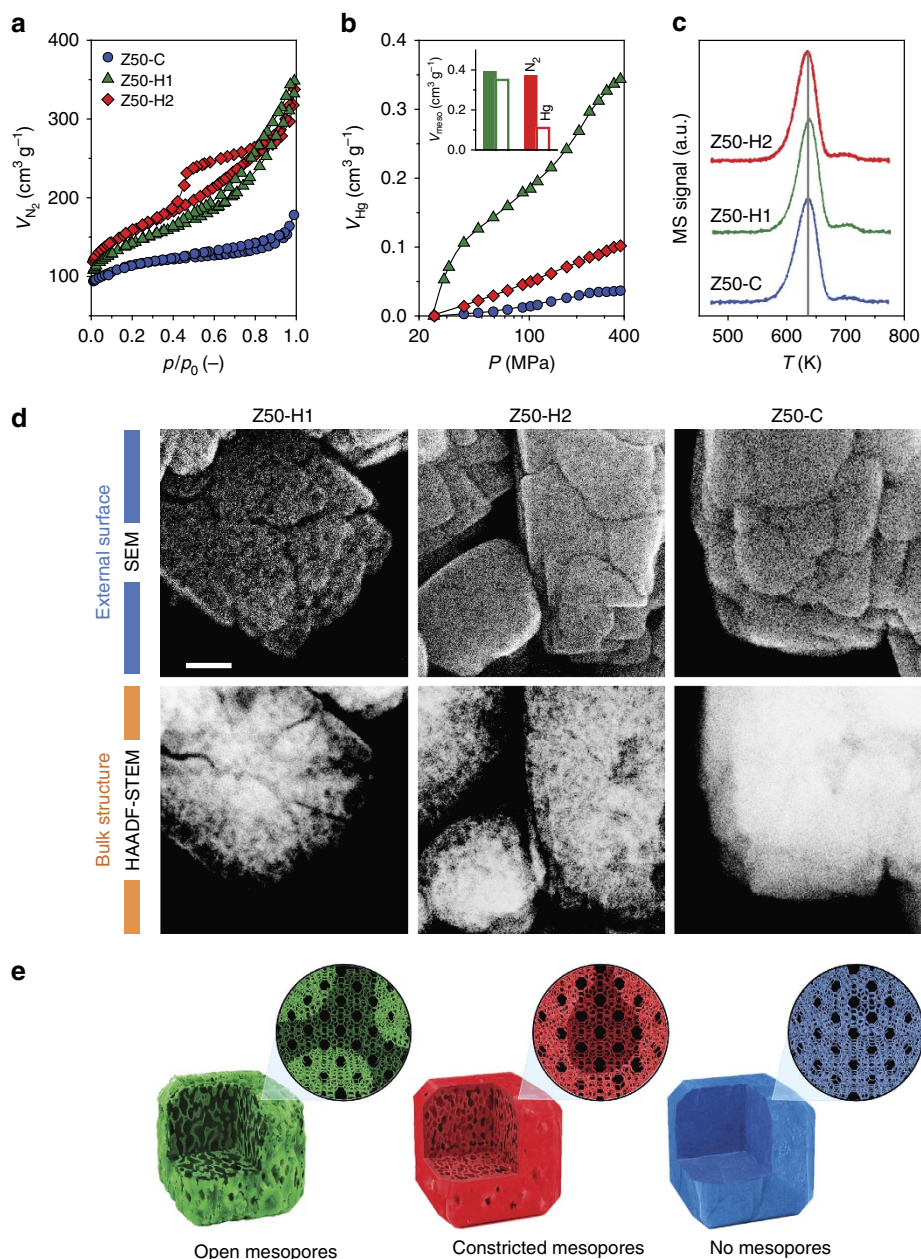 a
400
300
200
100
V_N2 (cm³ g⁻¹)
Z50-C
Z50-H1
Z50-H2
0.0 0.2 0.4 0.6 0.8 1.0
p/p₀ (–)
b
0.4
0.3
0.2
0.1
0.0
V_Hg (cm³ g⁻¹)
V_meso (cm³ g⁻¹)
0.4
0.0
N₂
Hg
20 100 400
P (MPa)
c
MS signal (a.u.)
Z50-H2
Z50-H1
Z50-C
500 600 700 800
T (K)
d
Z50-H1 Z50-H2 Z50-C
External surface
SEM
Bulk structure
HAADF-STEM
e
Open mesopores Constricted mesopores No mesopores